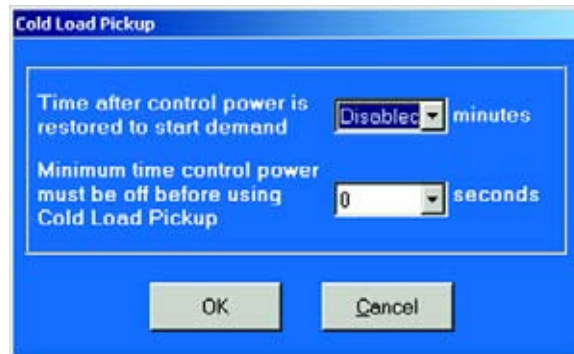 Cold Load Pickup
Time after control power is
restored to start demand
Disablec
minutes
Minimum time control power
must be off before using
Cold Load Pickup
0
seconds
OK
Cancel